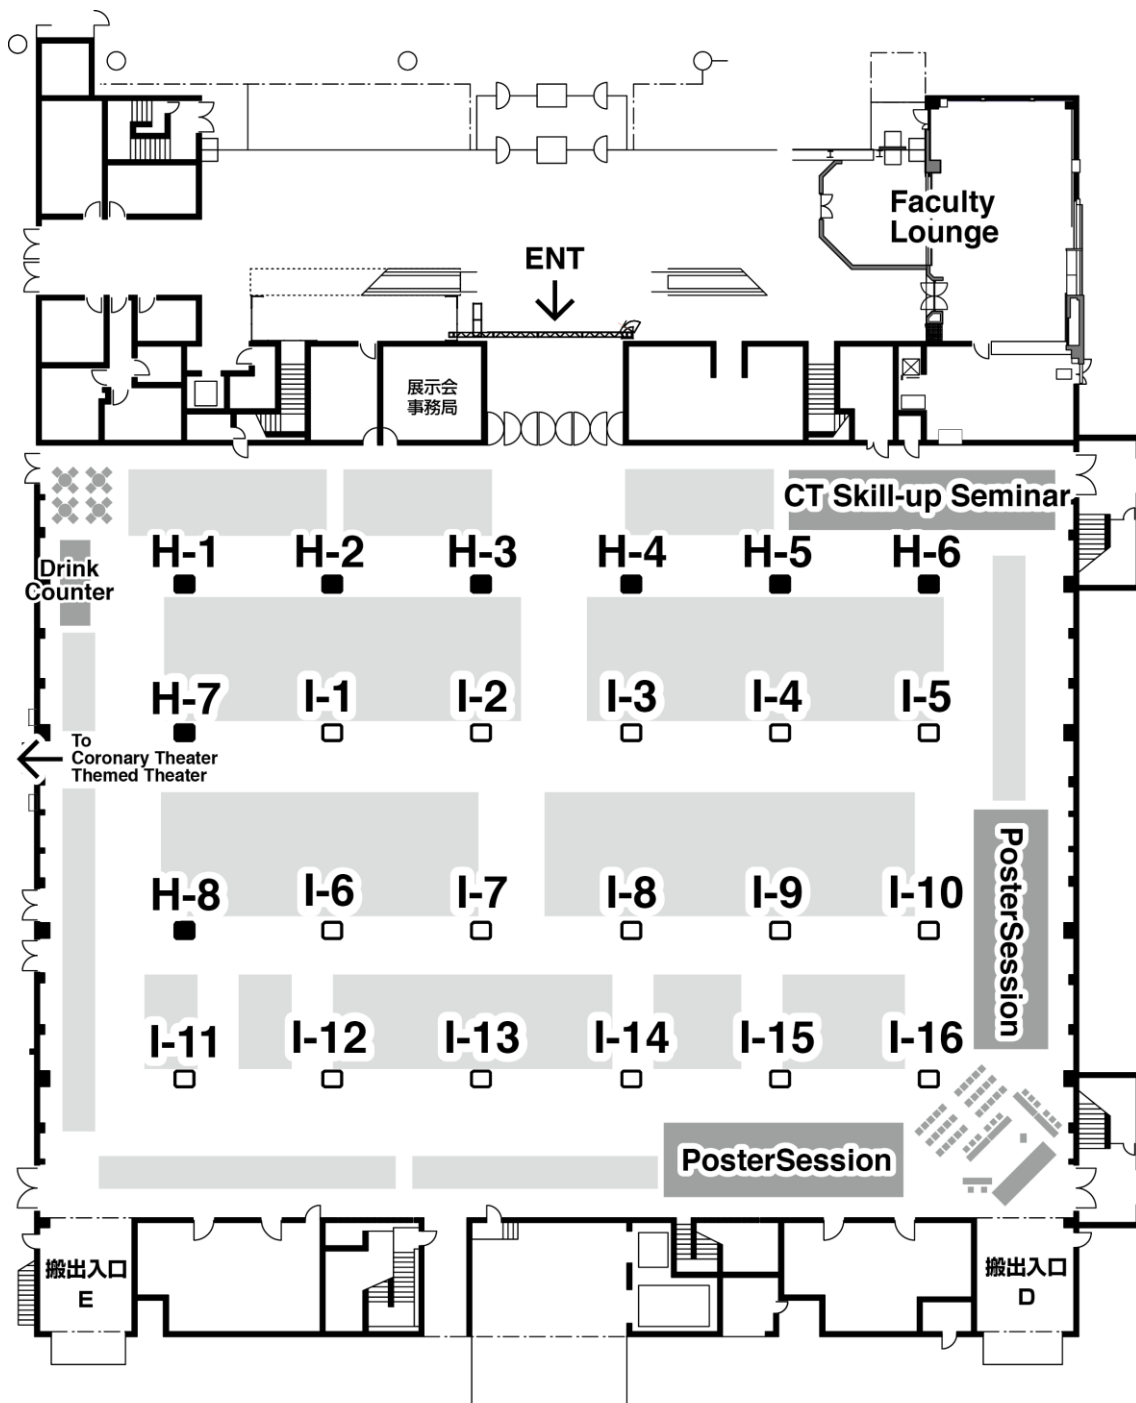 Faculty
Lounge
ENT
展示会
事務局
CT Skill-up Seminar
H-1
H-2
H-3
H-4
H-5
H-6
Drink
Counter
H-7
I-1
I-2
I-3
I-4
I-5
To
Coronary Theater
Themed Theater
H-8
I-6
I-7
I-8
I-9
I-10
PosterSession
I-11
I-12
I-13
I-14
I-15
I-16
PosterSession
搬出入口
E
搬出入口
D